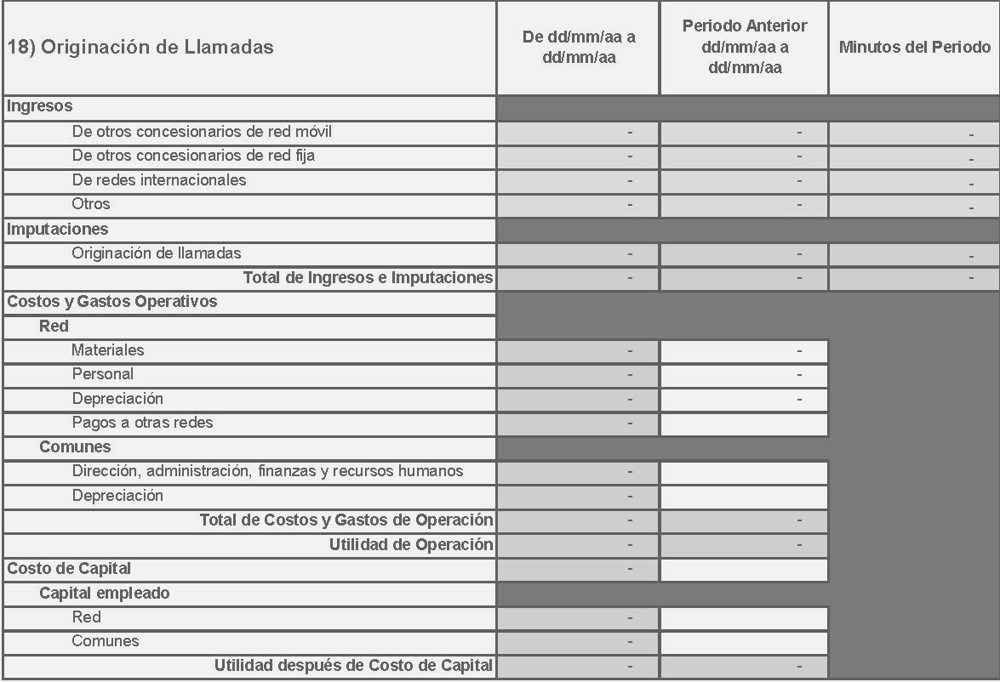 18) Originación de Llamadas
De dd/mm/aa a
dd/mm/aa
Periodo Anterior
dd/mm/aa a
dd/mm/aa
Minutos del Periodo
Ingresos
De otros concesionarios de red móvil - - -
De otros concesionarios de red fija - - -
De redes internacionales - - -
Otros - - -
Imputaciones
Originación de llamadas - - -
Total de Ingresos e Imputaciones - - -
Costos y Gastos Operativos
Red
Materiales - -
Personal - -
Depreciación - -
Pagos a otras redes -
Comunes
Dirección, administración, finanzas y recursos humanos -
Depreciación -
Total de Costos y Gastos de Operación - -
Utilidad de Operación - -
Costo de Capital -
Capital empleado
Red -
Comunes -
Utilidad después de Costo de Capital - -